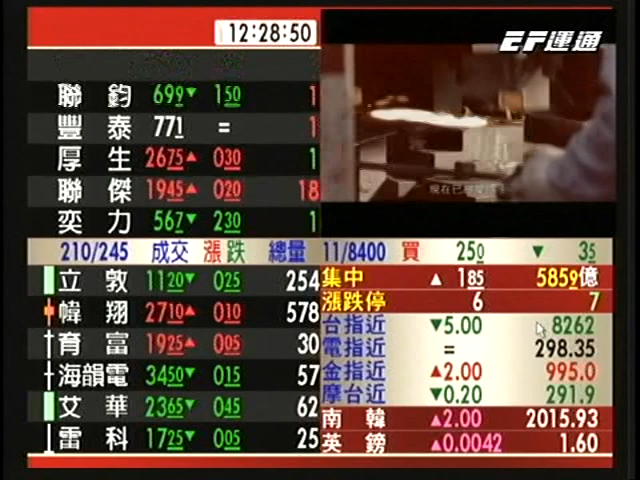 12:28:50
EF運通
聯鈞 699▼ 150 1
豐泰 771 = 1
厚生 2675▲ 030 1
聯傑 1945▲ 020 18
奕力 567▼ 230 1
210/245 成交 漲跌 總量 11/8400 買 250 ▼ 35
立敦 1120▼ 025 254
幃翔 2710▲ 010 578
育富 1925▲ 005 30
海韻電 3450▼ 015 57
艾華 2365▼ 045 62
雷科 1725▼ 005 25
集中 ▲ 185 5859億
漲跌停 6 7
台指近 ▼5.00 8262
電指近 = 298.35
金指近 ▲2.00 995.0
摩台近 ▼0.20 291.9
南韓 ▲2.00 2015.93
英鎊 ▲0.0042 1.60